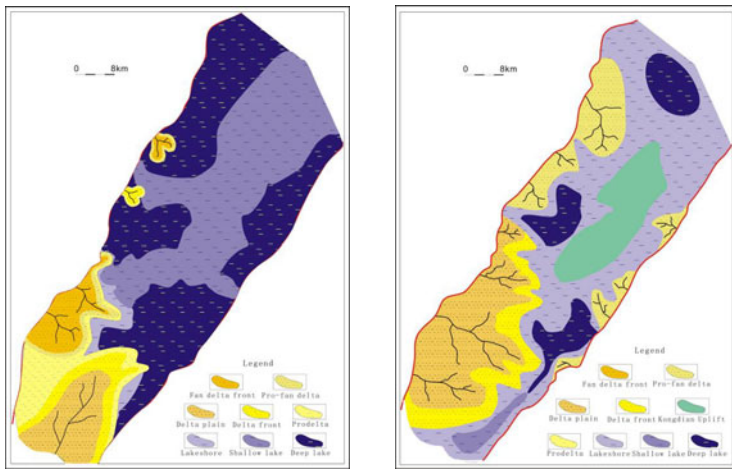 0 8km
Legend
Fan delta front Pro-fan delta
Delta plain Delta front Prodelta
Lakeshore Shallow lake Deep lake
0 8km
Legend
Fan delta front Pro-fan delta
Delta plain Delta front Kongdian Uplift
Prodelta Lakeshore Shallow lake Deep lake